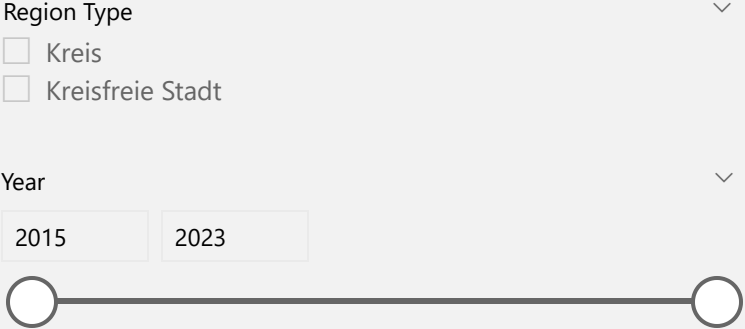 Region Type
Kreis
Kreisfreie Stadt
Year
2015 2023